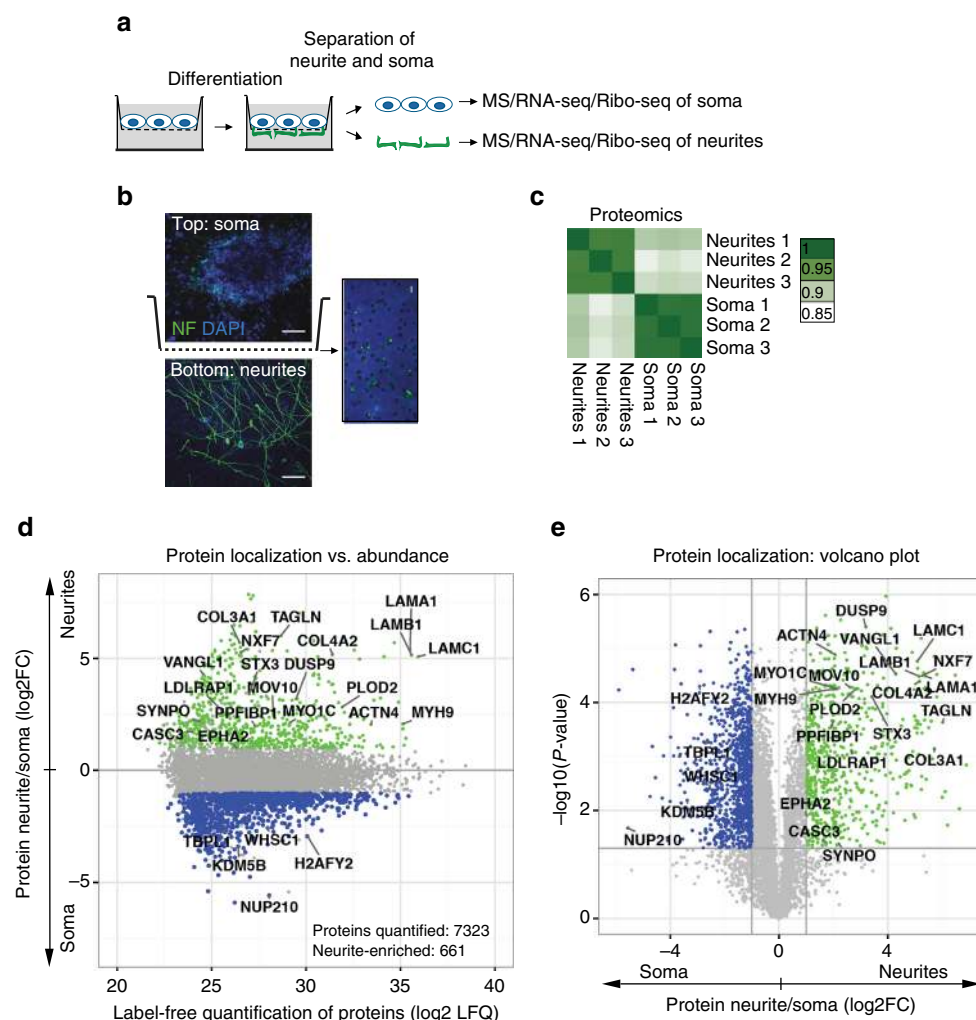 a
Separation of
neurite and soma
Differentiation
MS/RNA-seq/Ribo-seq of soma
MS/RNA-seq/Ribo-seq of neurites
b
Top: soma
NF DAPI
Bottom: neurites
c
Proteomics
Neurites 1
Neurites 2
Neurites 3
Soma 1
Soma 2
Soma 3
1
0.95
0.9
0.85
Neurites 1
Neurites 2
Neurites 3
Soma 1
Soma 2
Soma 3
d
Protein localization vs. abundance
Neurites
Soma
Protein neurite/soma (log2FC)
5
0
−5
COL3A1
TAGLN
LAMA1
NXF7
COL4A2
LAMB1
LAMC1
VANGL1
STX3
DUSP9
LDLRAP1
MOV10
PLOD2
SYNPO
PPFIBP1
MYO1C
ACTN4
MYH9
CASC3
EPHA2
TBPL1
WHSC1
KDM5B
H2AFY2
NUP210
Proteins quantified: 7323
Neurite-enriched: 661
20
25
30
35
40
Label-free quantification of proteins (log2 LFQ)
e
Protein localization: volcano plot
−log10(P-value)
6
4
2
0
DUSP9
ACTN4
VANGL1
LAMC1
MYO1C
LAMB1
NXF7
MOV10
H2AFY2
MYH9
COL4A2
LAMA1
PLOD2
TAGLN
PPFIBP1
STX3
TBPL1
LDLRAP1
COL3A1
WHSC1
EPHA2
KDM5B
CASC3
NUP210
SYNPO
−4
0
4
Soma
Neurites
Protein neurite/soma (log2FC)